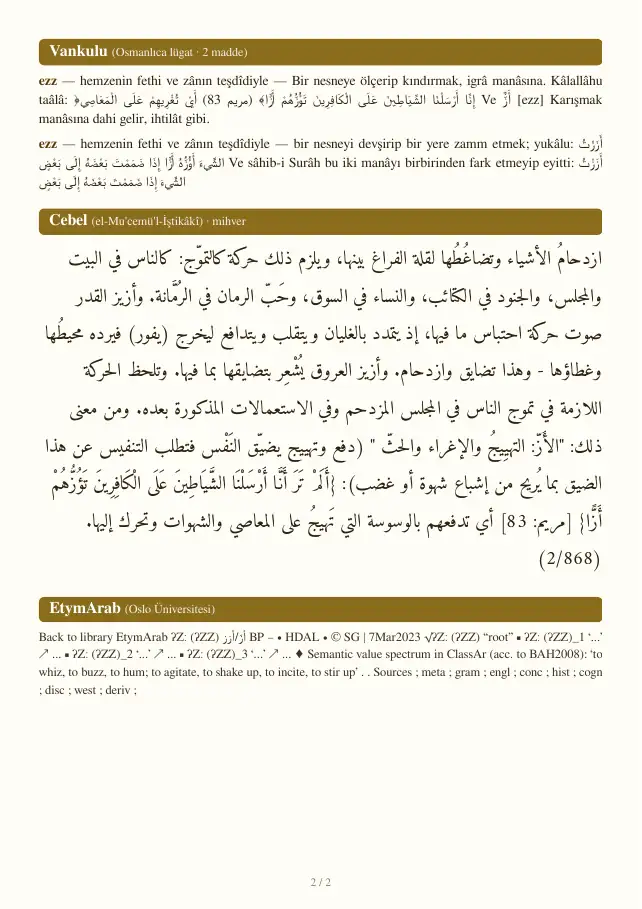 Vankulu (Osmanlıca lügat · 2 madde)
ezz — hemzenin fethi ve zânın teşdîdiyle — Bir nesneye ölçerip kındırmak, igrâ manâsına. Kâlallâhu
taâlâ: ﴿إِنَّا أَرْسَلْنَا الشَّيَاطِينَ عَلَى الْكَافِرِينَ تَؤُزُّهُمْ أَزًّا﴾ (مريم 83) أَيْ تُغْرِيهِمْ عَلَى الْمَعَاصِي Ve أَزٌّ [ezz] Karışmak
manâsına dahi gelir, ihtilât gibi.
ezz — hemzenin fethi ve zânın teşdîdiyle — bir nesneyi devşirip bir yere zamm etmek; yukâlu: أَزَزْتُ
الشَّيْءَ أَؤُزُّهُ أَزًّا إِذَا ضَمَمْتَ بَعْضَهُ إِلَى بَعْضٍ Ve sâhib-i Surâh bu iki manâyı birbirinden fark etmeyip eyitti: أَزَزْتُ
الشَّيْءَ إِذَا ضَمَمْتَ بَعْضَهُ إِلَى بَعْضٍ
Cebel (el-Mu'cemü'l-İştikâkî) · mihver
ازدحامُ الأشياء وتضاغُطُها لقلة الفراغ بينها، ويلزم ذلك حركة كالتموّج: كالناس في البيت
والمجلس، والجنود في الكتائب، والنساء في السوق، وحَبّ الرمان في الرُمَّانة. وأزيز القدر
صوت حركة احتباس ما فيها، إذ يتمدد بالغليان ويتقلب ويتدافع ليخرج (يفور) فيرده محيطُها
وغطاؤها - وهذا تضايق وازدحام. وأزيز العروق يُشْعِر بتضايقها بما فيها. وتلحظ الحركة
اللازمة في تموج الناس في المجلس المزدحم وفي الاستعمالات المذكورة بعده. ومن معنى
ذلك: "الأَزّ: التهييجُ والإغراء والحثّ " (دفع وتهييج يضيّق النَفْس فتطلب التنفيس عن هذا
الضيق بما يُريح من إشباع شهوة أو غضب): {أَلَمْ تَرَ أَنَّا أَرْسَلْنَا الشَّيَاطِينَ عَلَى الْكَافِرِينَ تَؤُزُّهُمْ
أَزًّا} [مريم: 83] أي تدفعهم بالوسوسة التي تَهيجُ على المعاصي والشهوات وتحرك إليها.
(2/868)
EtymArab (Oslo Üniversitesi)
Back to library EtymArab ʔZː (ʔZZ) أزّ/أزز BP – • HDAL • © SG | 7Mar2023 √ʔZː (ʔZZ) “root” ▪ ʔZː (ʔZZ)_1 ‘…’
↗ ... ▪ ʔZː (ʔZZ)_2 ‘…’ ↗ ... ▪ ʔZː (ʔZZ)_3 ‘…’ ↗ ... ♦ Semantic value spectrum in ClassAr (acc. to BAH2008): ‘to
whiz, to buzz, to hum; to agitate, to shake up, to incite, to stir up’ . . Sources ; meta ; gram ; engl ; conc ; hist ; cogn
; disc ; west ; deriv ;
2 / 2